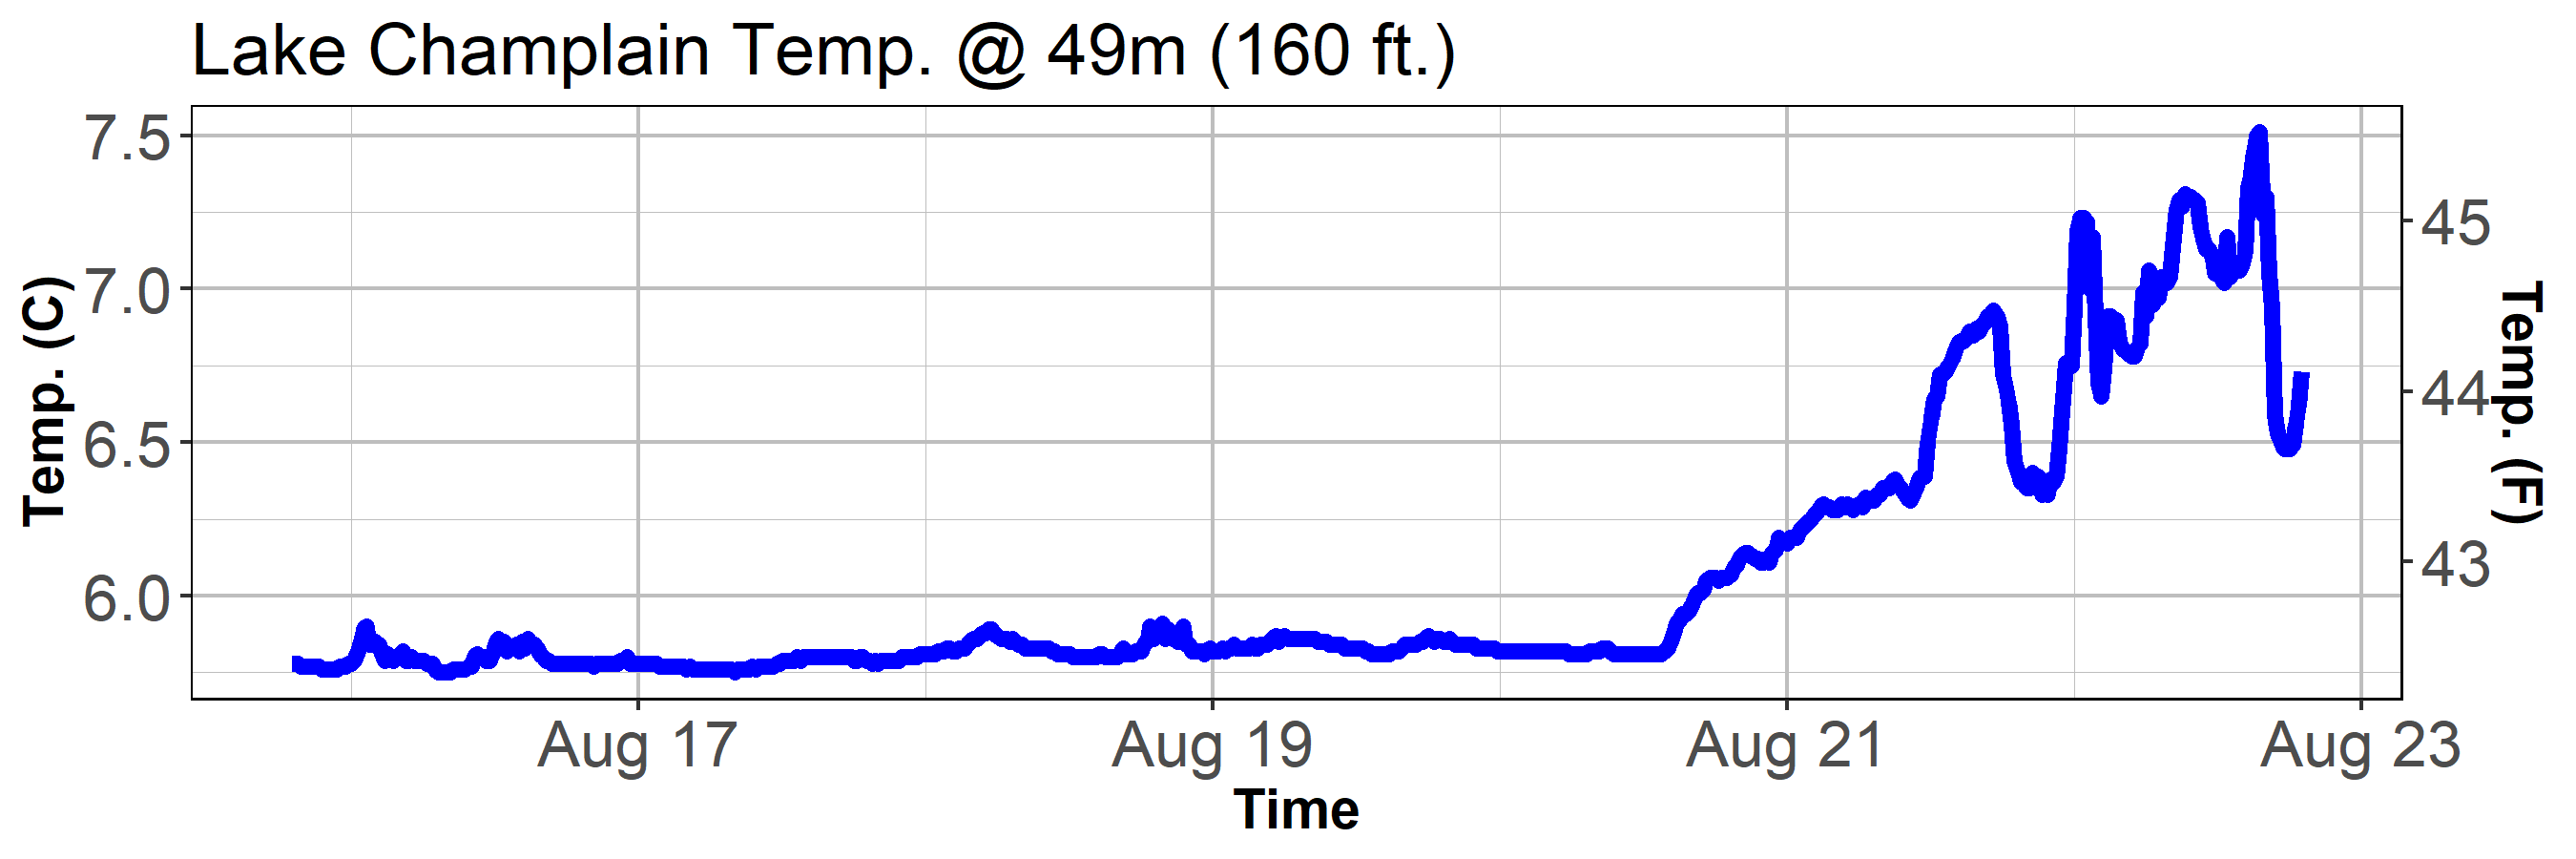 Lake Champlain Temp. @ 49m (160 ft.)
7.5
7.0
6.5
6.0
Temp. (C)
45
44
43
Temp. (F)
Aug 17
Aug 19
Aug 21
Aug 23
Time